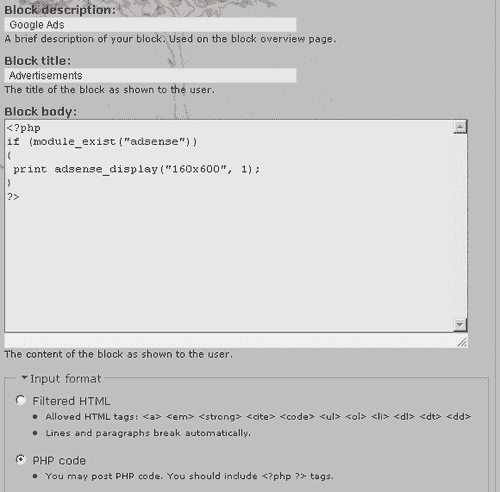 Block description:
Google Ads
A brief description of your block. Used on the block overview page.
Block title:
Advertisements
The title of the block as shown to the user.
Block body:
<?php
if (module_exist("adsense"))
{
print adsense_display("160x600", 1);
}
?>
The content of the block as shown to the user.
Input format
Filtered HTML
Allowed HTML tags: <a> <em> <strong> <cite> <code> <ul> <ol> <li> <dl> <dt> <dd>
Lines and paragraphs break automatically.
PHP code
You may post PHP code. You should include <?php ?> tags.